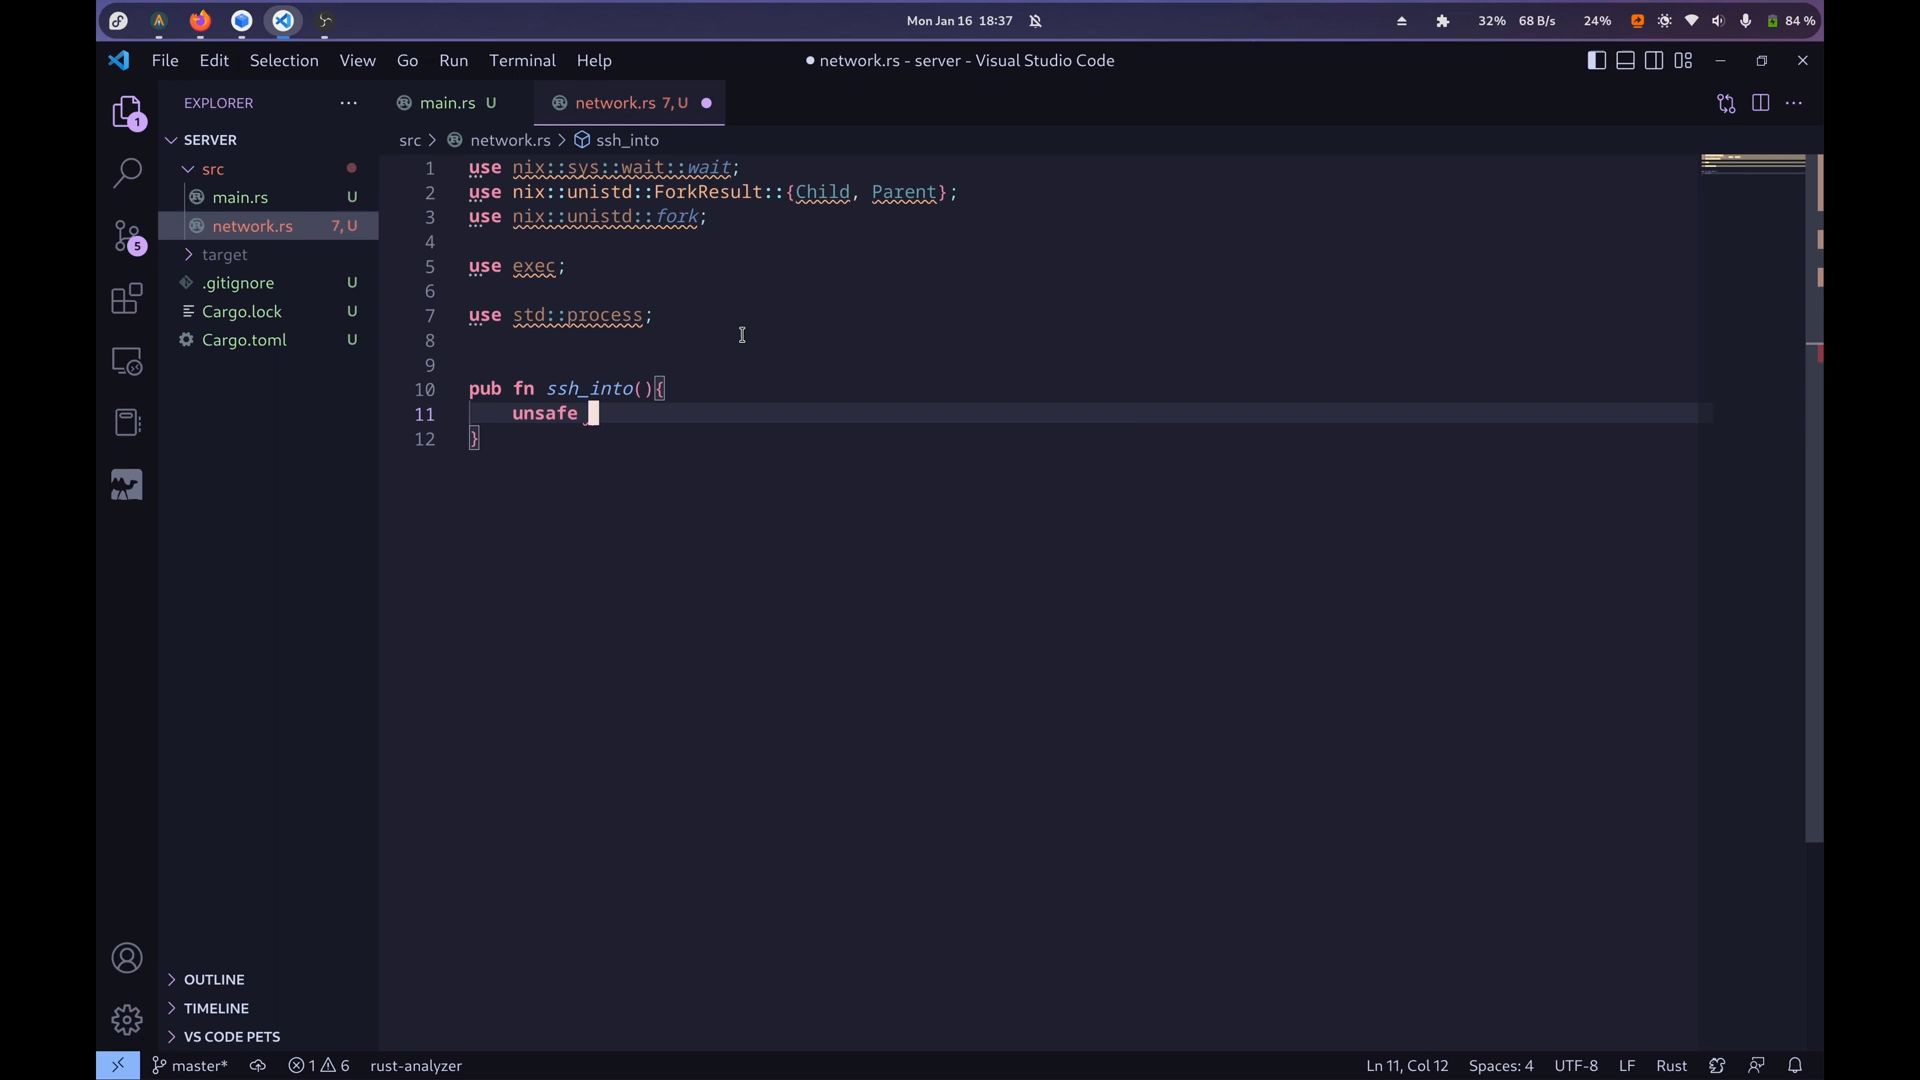 Mon Jan 16 18:37
32% 68 B/s 24% 84 %
File Edit Selection View Go Run Terminal Help
network.rs - server - Visual Studio Code
EXPLORER
main.rs U
network.rs 7, U
SERVER
src > network.rs > ssh_into
src
main.rs U
network.rs 7, U
target
.gitignore U
Cargo.lock U
Cargo.toml U
1
5
1 use nix::sys::wait::wait;
2 use nix::unistd::ForkResult::{Child, Parent};
3 use nix::unistd::fork;
4
5 use exec;
6
7 use std::process;
8
9
10 pub fn ssh_into(){
11 unsafe
12 }
OUTLINE
TIMELINE
VS CODE PETS
master* 1 6 rust-analyzer
Ln 11, Col 12 Spaces: 4 UTF-8 LF Rust